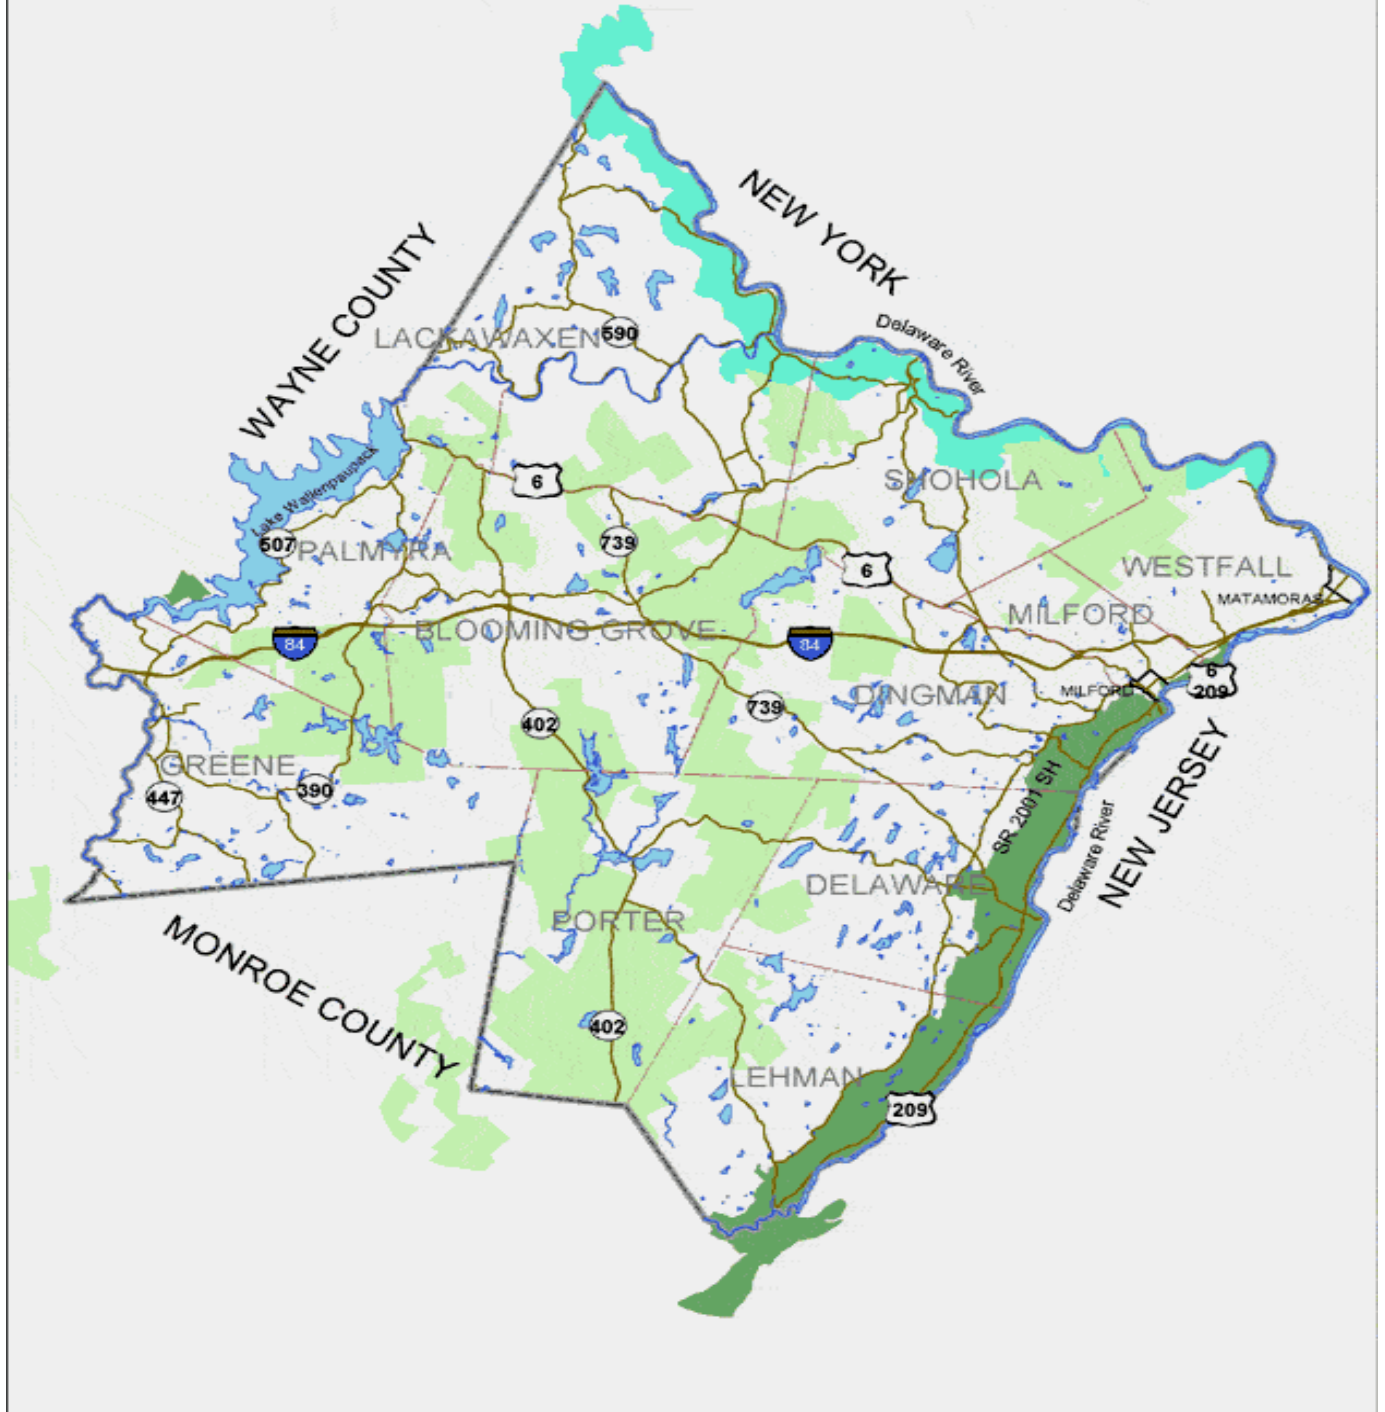 NEW YORK
WAYNE COUNTY
Delaware River
LACKAWAXEN
590
Lake Wallenpaupack
6
SHOHOLA
507
PALMYRA
739
6
WESTFALL
MATAMORAS
MILFORD
84
BLOOMING GROVE
84
6
209
MILFORD
DINGMAN
739
402
GREENE
390
447
SR 2001 SH
NEW JERSEY
Delaware River
DELAWARE
PORTER
MONROE COUNTY
402
LEHMAN
209